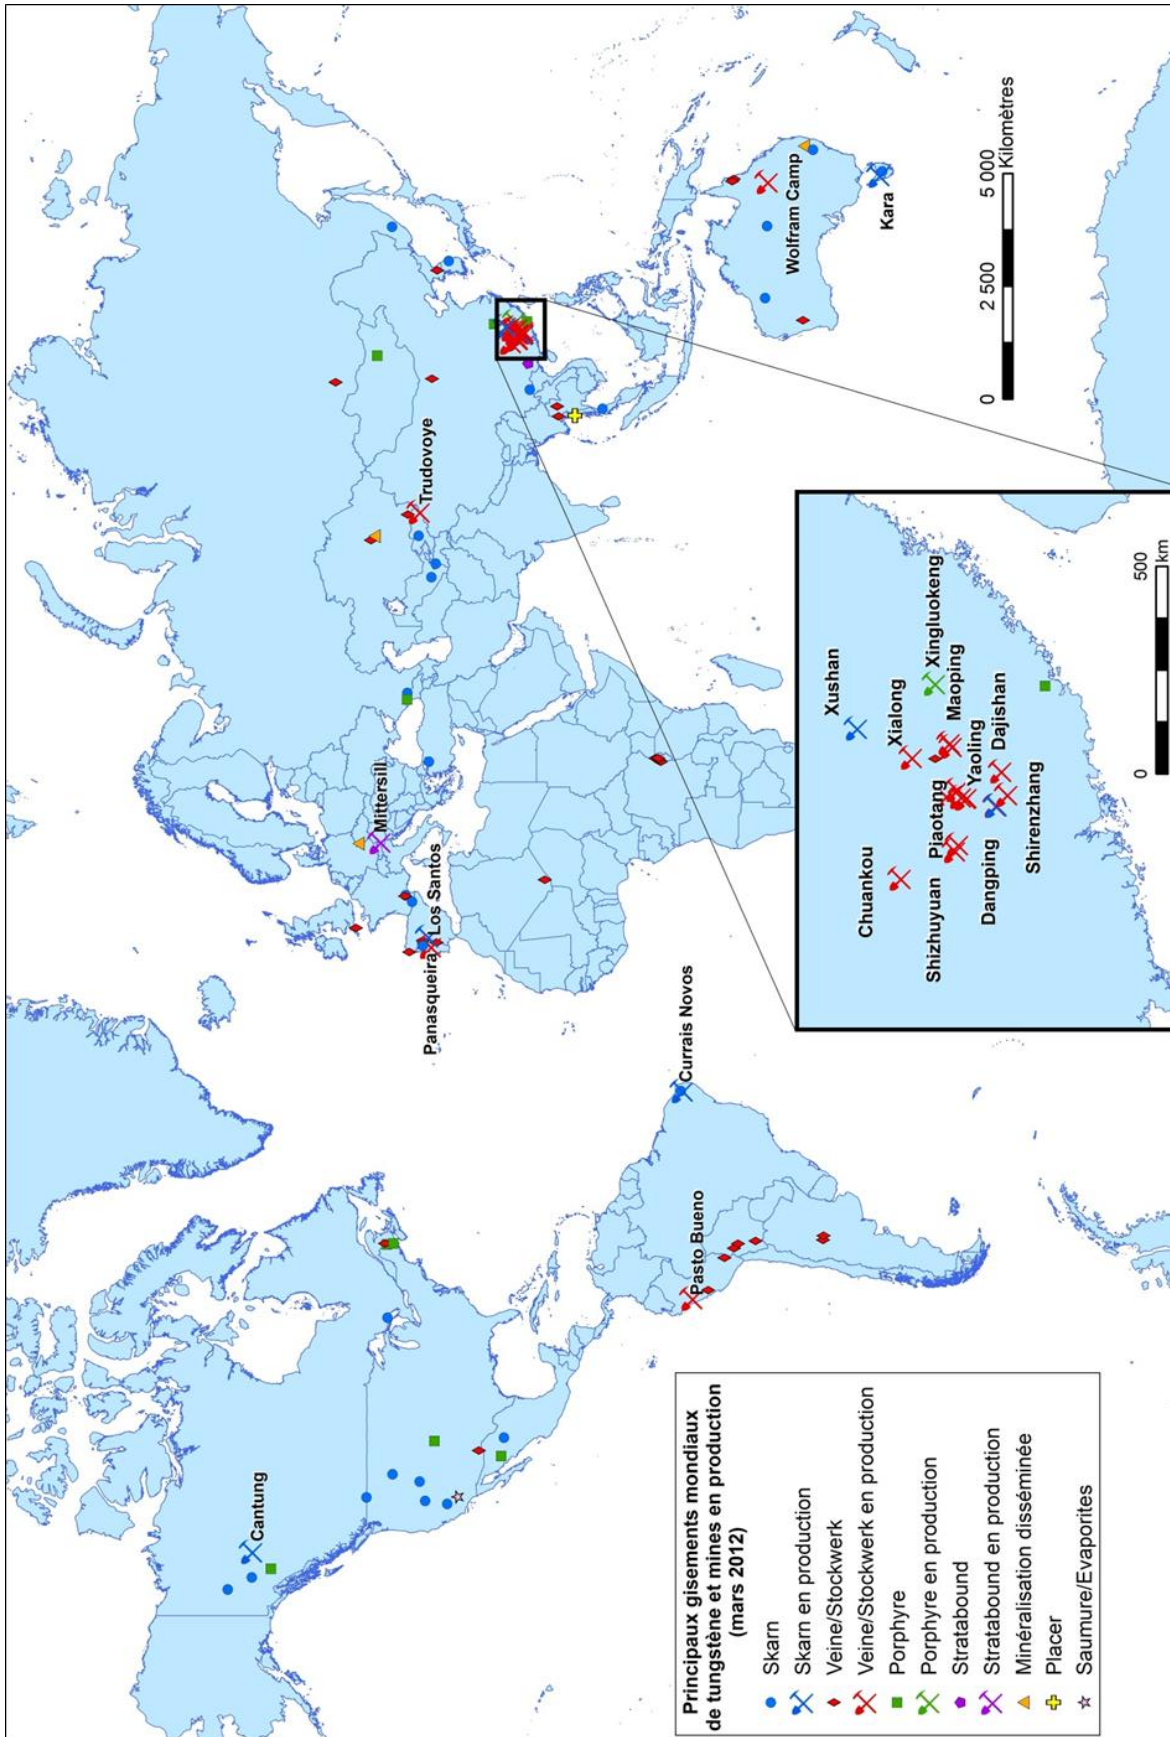 Cantung
Pasto Bueno
Currais Novos
Panasqueira
Los Santos
Mittersill
Trudovoye
Wolfram Camp
Kara
0
2 500
5 000
Kilomètres
Principaux gisements mondiaux
de tungstène et mines en production
(mars 2012)
Skarn
Skarn en production
Veine/Stockwerk
Veine/Stockwerk en production
Porphyre
Porphyre en production
Stratabound
Stratabound en production
Minéralisation disséminée
Placer
Saumure/Evaporites
Xushan
Xialong
Xingluokeng
Maoping
Chuankou
Piaotang
Yaoling
Dajishan
Shizhuyuan
Dangping
Shirenzhang
0
500
km